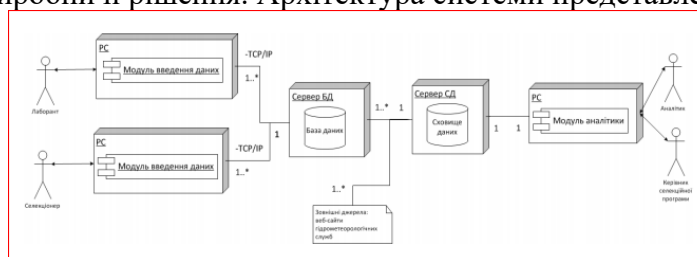 рішення. Архітектура системи представле
РС
Модуль введення даних
Лаборант
-TCP/IP
1..*
РС
Модуль введення даних
Селекціонер
-TCP/IP
1..*
1
Сервер БД
База даних
1..*
1
Сервер СД
Сховище
даних
1..*
Зовнішні джерела:
веб-сайти
гідрометеорологічних
служб
1
1
РС
Модуль аналітики
Аналітик
Керівник
селекційної
програми